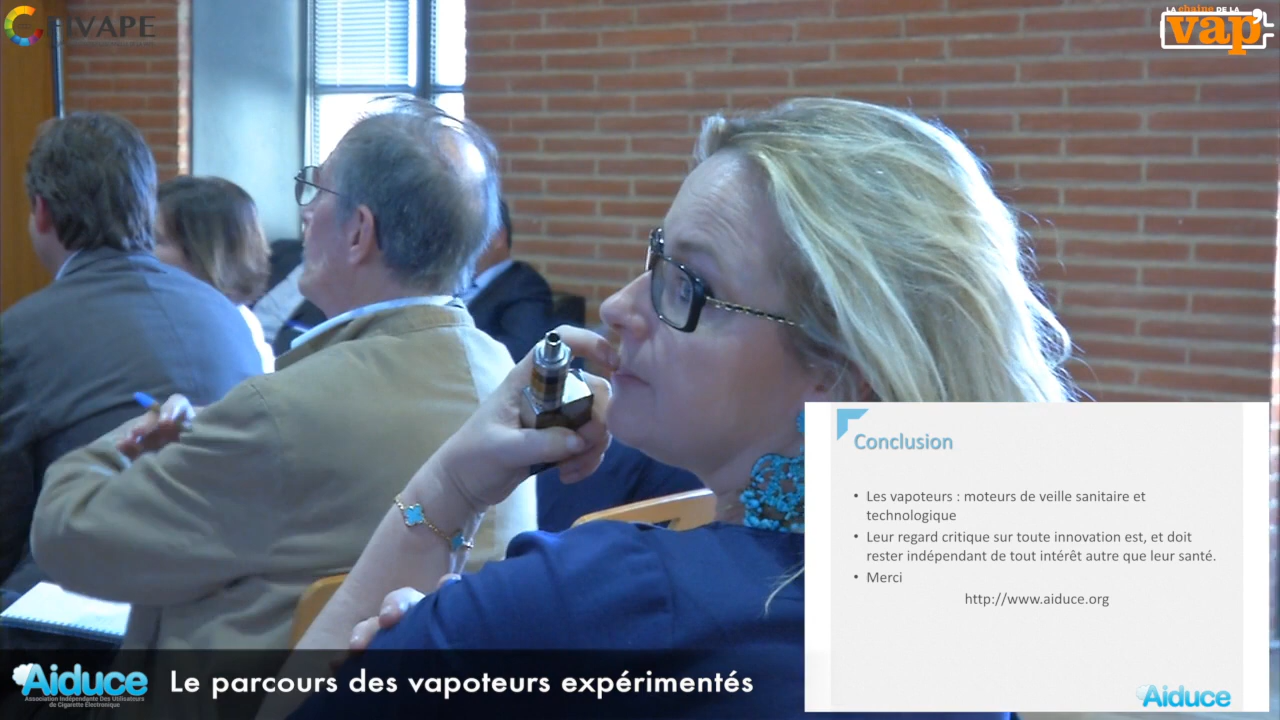 FIVAPE
LA chaîne DE LA
vap'
Conclusion
• Les vapoteurs : moteurs de veille sanitaire et
technologique
• Leur regard critique sur toute innovation est, et doit
rester indépendant de tout intérêt autre que leur santé.
• Merci
http://www.aiduce.org
Aiduce
Aiduce
Association Indépendante Des Utilisateurs
de Cigarette Electronique
Le parcours des vapoteurs expérimentés